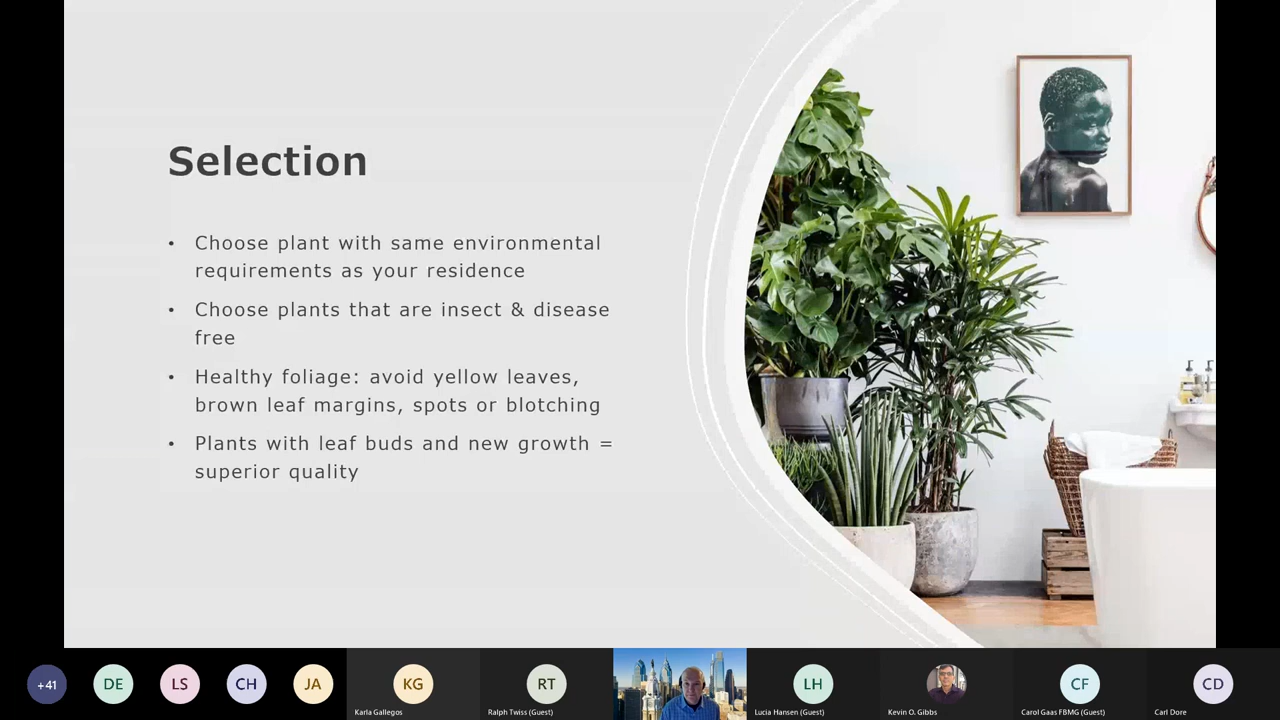 Selection
• Choose plant with same environmental
requirements as your residence
• Choose plants that are insect & disease
free
• Healthy foliage: avoid yellow leaves,
brown leaf margins, spots or blotching
• Plants with leaf buds and new growth =
superior quality
+41
DE
LS
CH
JA
KG
Karla Gallegos
RT
Ralph Twiss (Guest)
LH
Lucia Hansen (Guest)
Kevin O. Gibbs
CF
Carol Gaas FBMG (Guest)
CD
Carl Dore